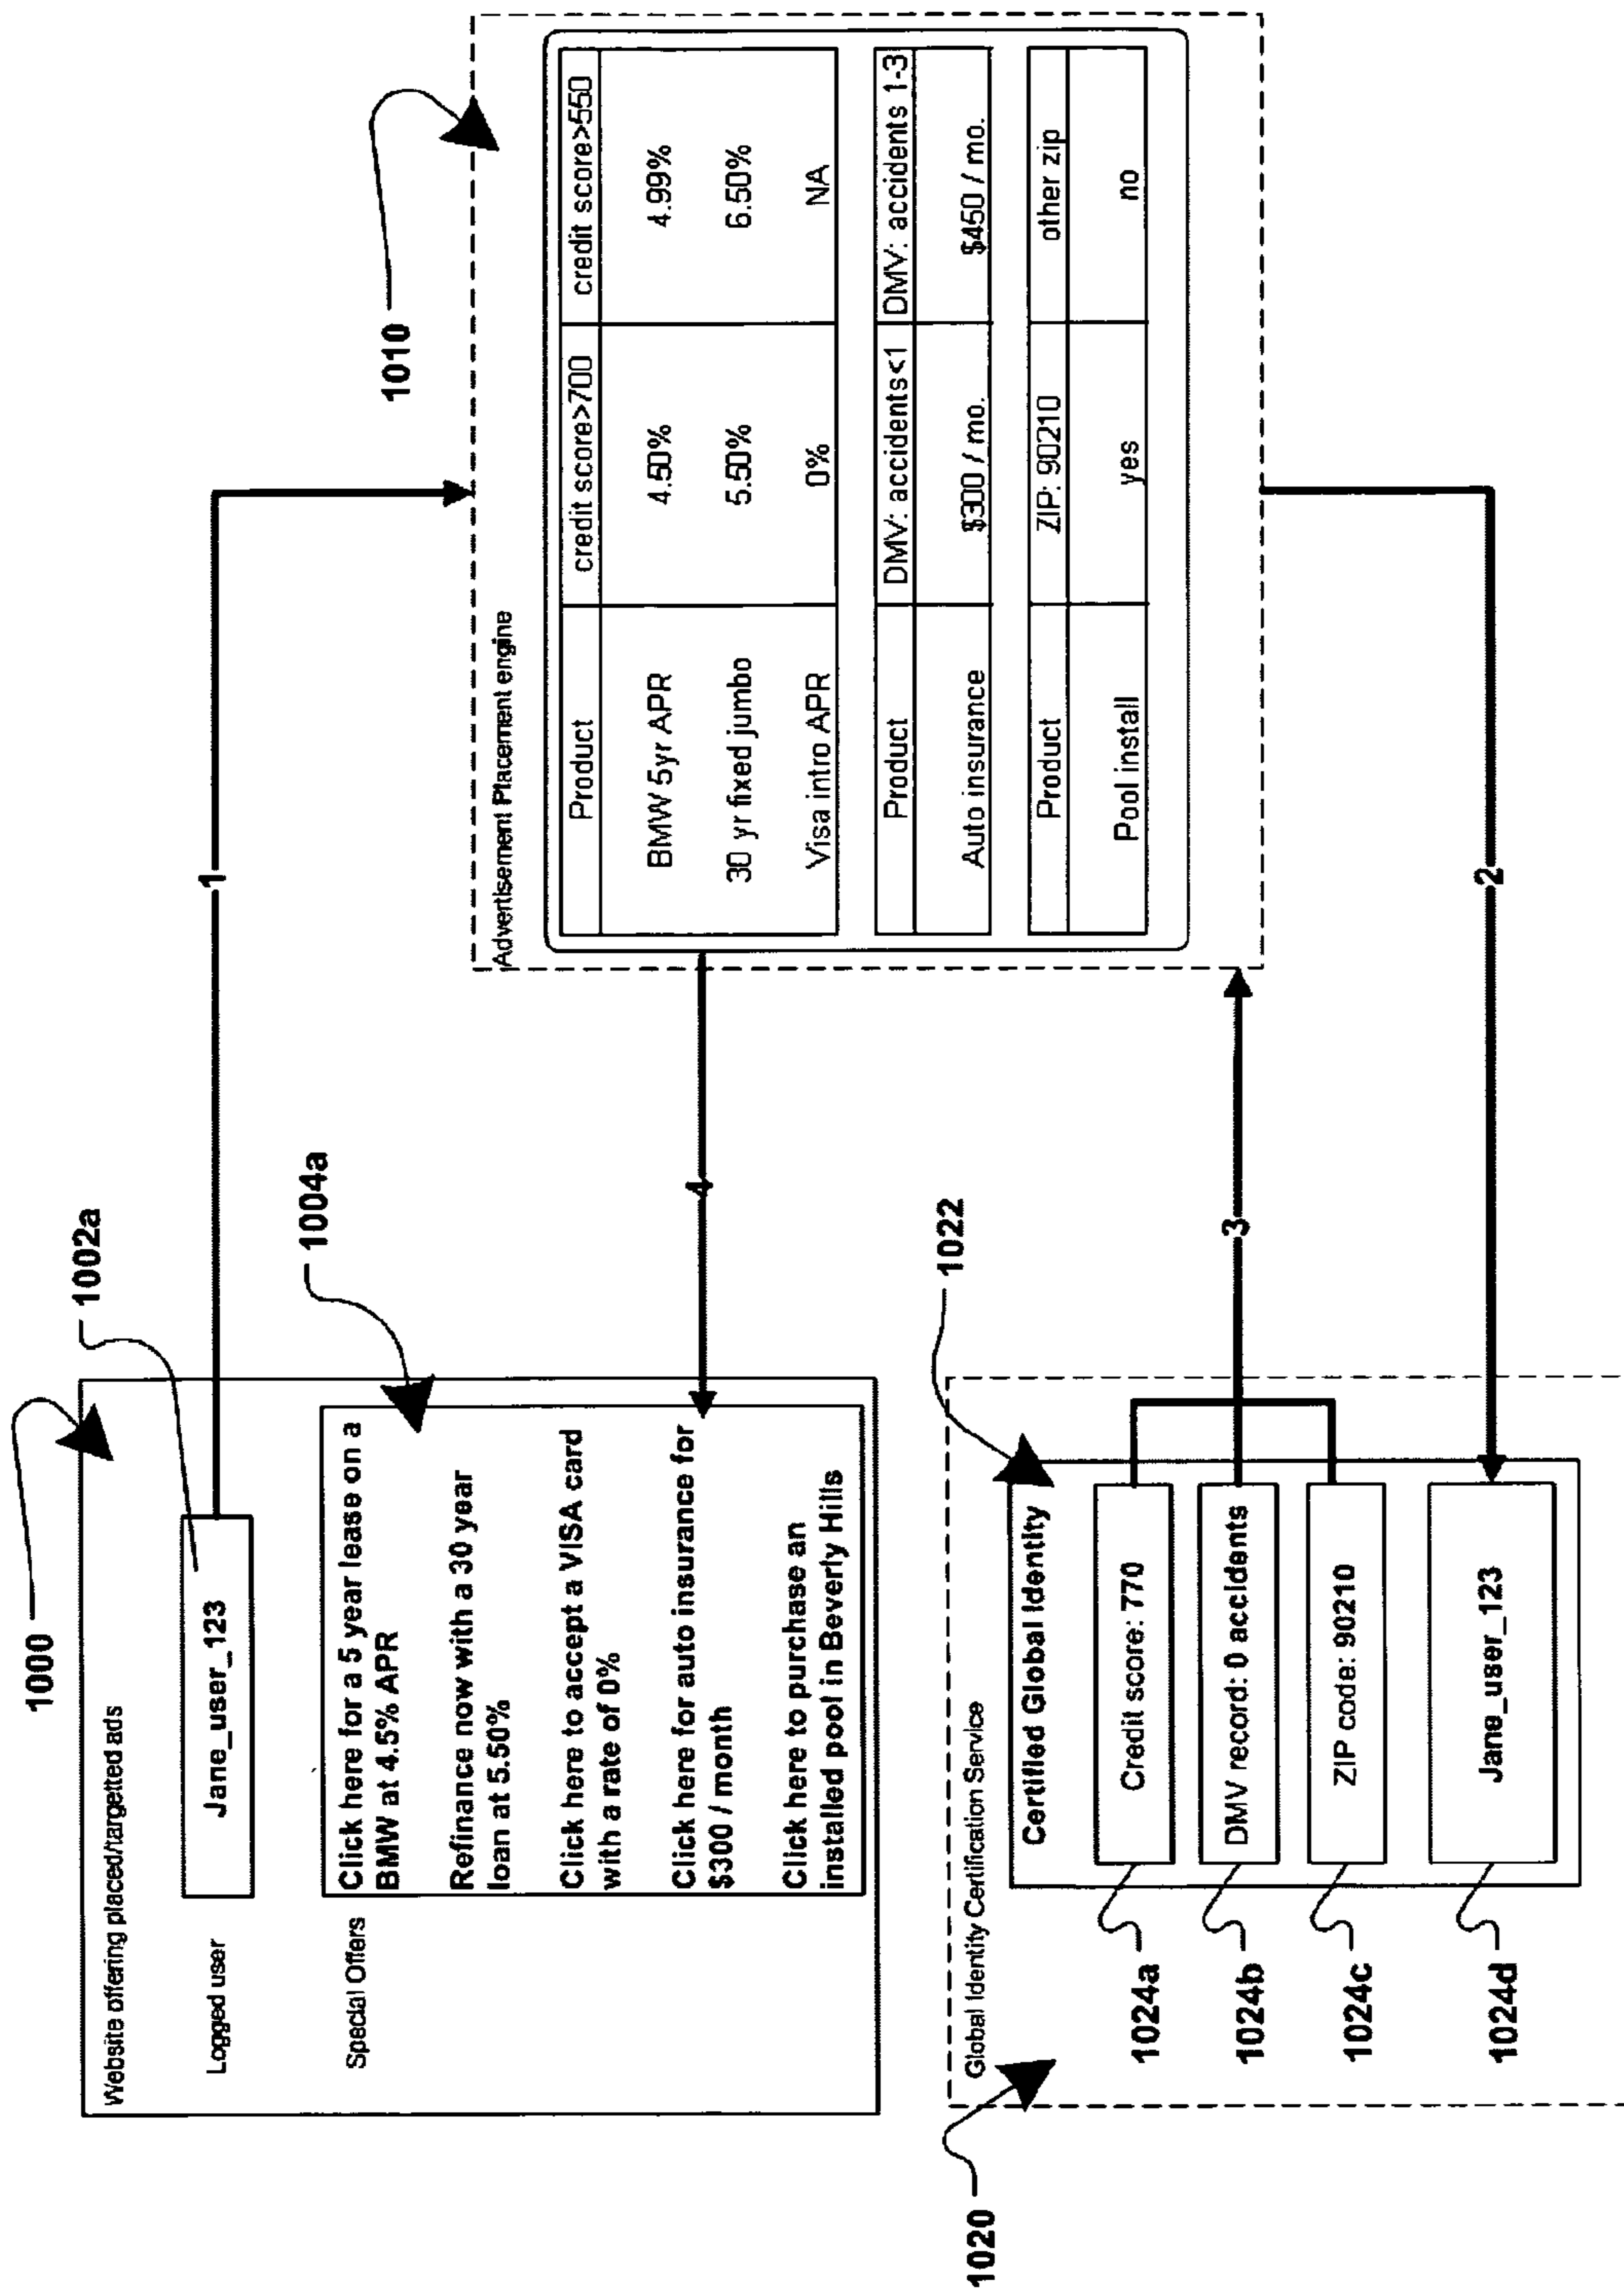 1000
Website offering placed/targetted ads
1002a
Logged user
Jane_user_123
1004a
Special Offers
Click here for a 5 year lease on a
BMW at 4.5% APR
Refinance now with a 30 year
loan at 5.50%
Click here to accept a VISA card
with a rate of 0%
Click here for auto insurance for
$300 / month
Click here to purchase an
installed pool in Beverly Hills
1
4
1010
Advertisement Placement engine
Product credit score>700 credit score>550
BMW 5yr APR 4.50% 4.99%
30 yr fixed jumbo 5.50% 6.50%
Visa intro APR 0% NA
Product DMV: accidents<1 DMV: accidents 1-3
Auto insurance $300 / mo. $450 / mo.
Product ZIP: 90210 other zip
Pool install yes no
1020
Global Identity Certification Service
1022
Certified Global Identity
1024a
Credit score: 770
1024b
DMV record: 0 accidents
1024c
ZIP code: 90210
1024d
Jane_user_123
3
2